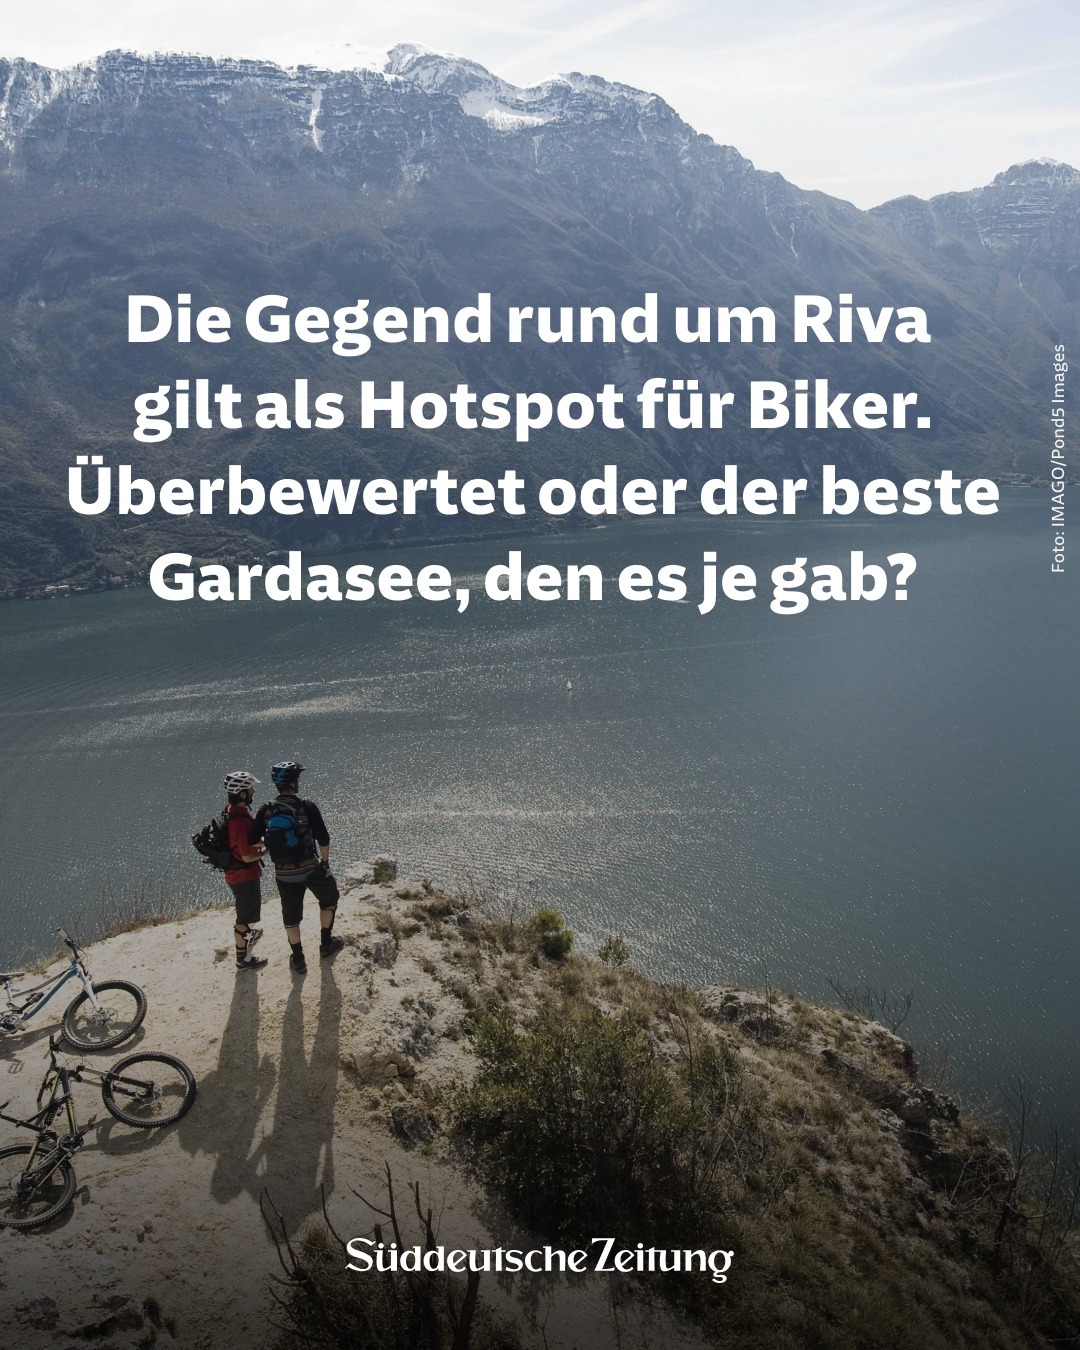 Die Gegend rund um Riva
gilt als Hotspot für Biker.
Überbewertet oder der beste
Gardasee, den es je gab?
Foto: IMAGO/Pond5 Images
Süddeutsche Zeitung